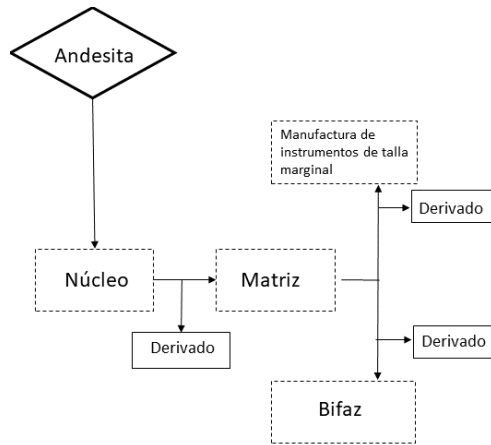 Andesita
Manufactura de
instrumentos de talla
marginal
Derivado
Núcleo
Matriz
Derivado
Derivado
Bifaz